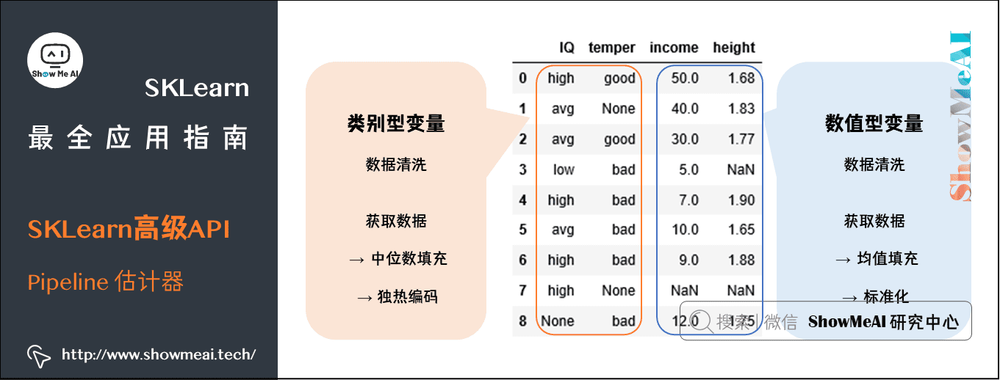 Show Me AI
SKLearn
最全应用指南
SKLearn高级API
Pipeline 估计器
http://www.showmeai.tech/
类别型变量
数据清洗
获取数据
→ 中位数填充
→ 独热编码
IQ temper income height
0 high good 50.0 1.68
1 avg None 40.0 1.83
2 avg good 30.0 1.77
3 low bad 5.0 NaN
4 high bad 7.0 1.90
5 avg bad 10.0 1.65
6 high bad 9.0 1.88
7 high None NaN NaN
8 None bad 12.0 1.75
数值型变量
数据清洗
获取数据
→ 均值填充
→ 标准化
ShowMeAI
搜索 | 微信 ShowMeAI 研究中心